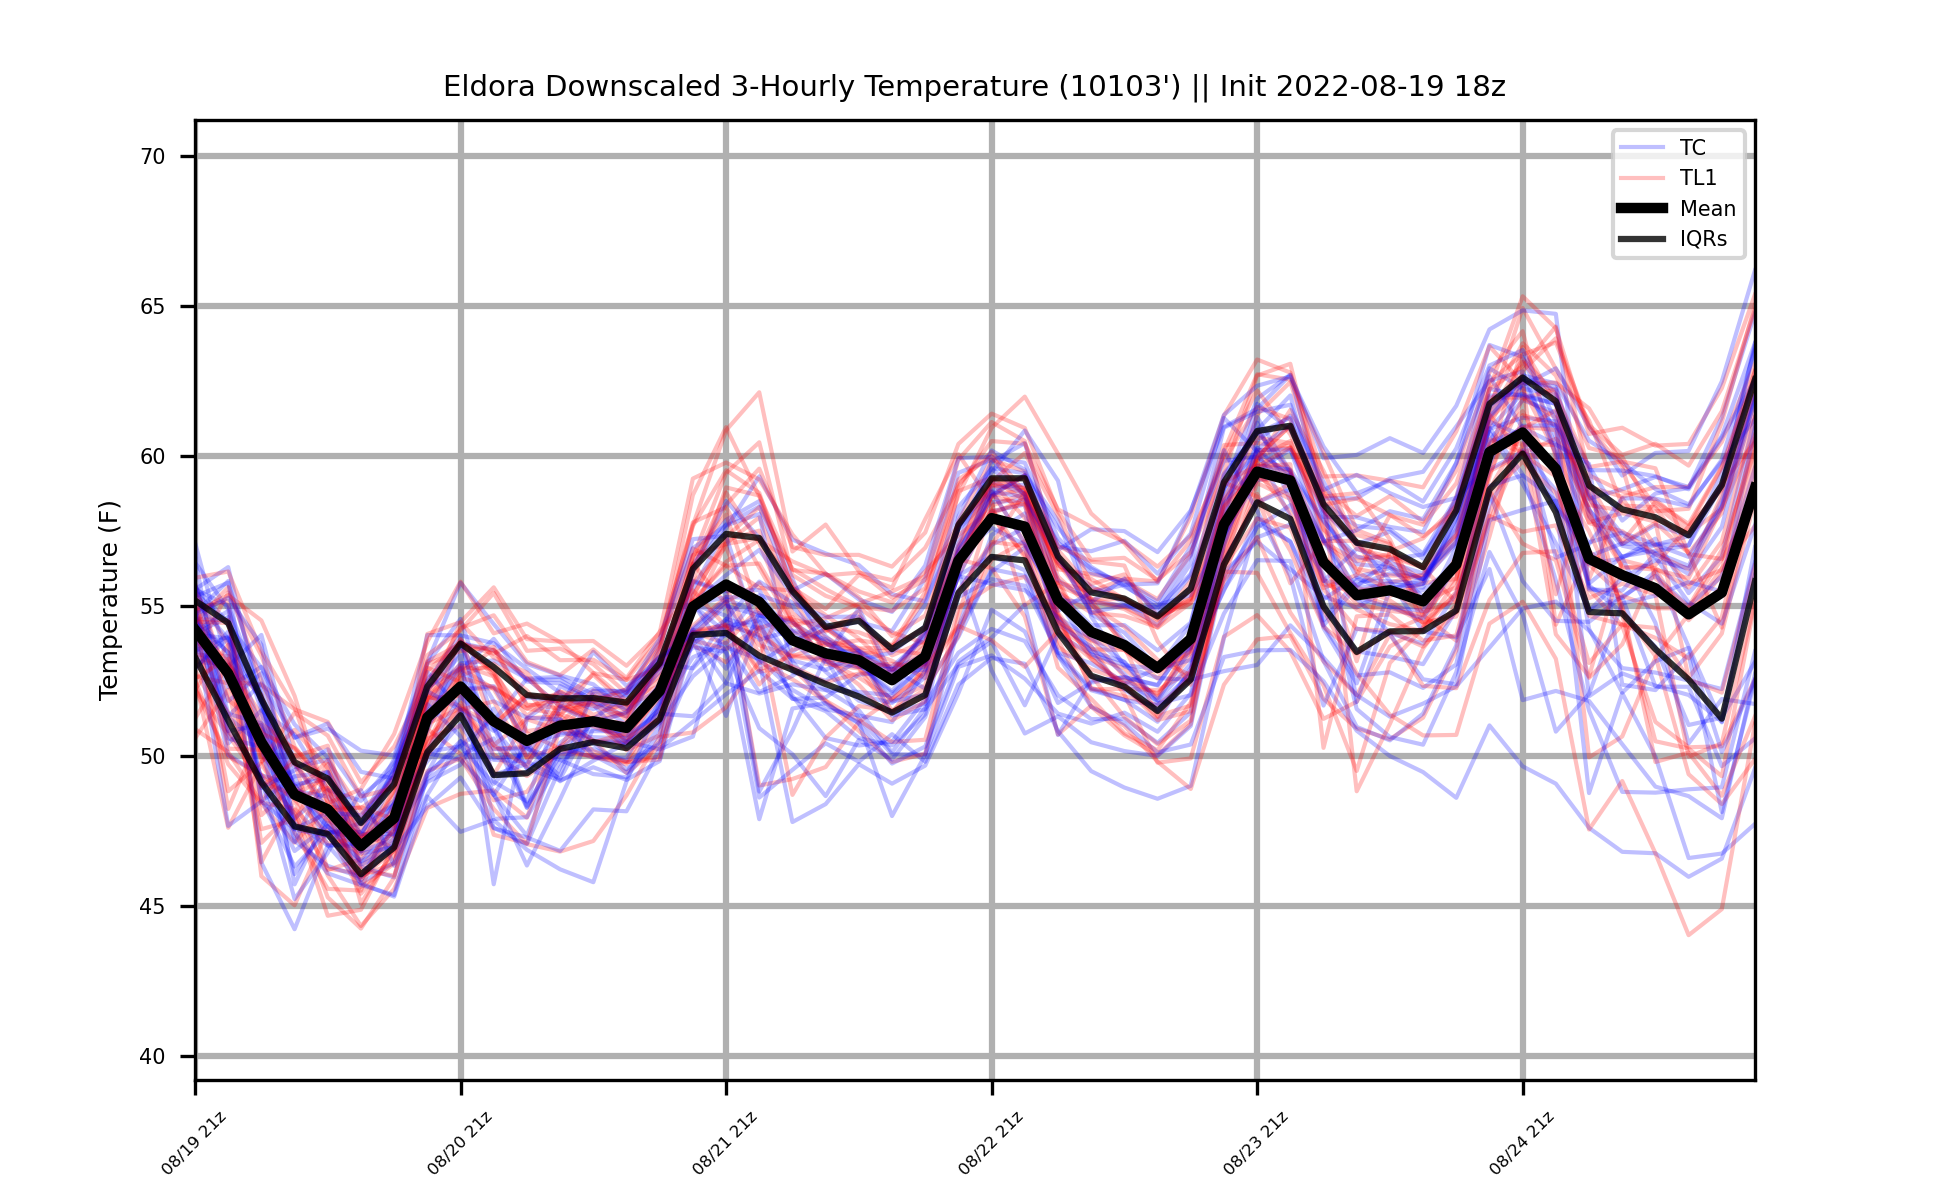 Eldora Downscaled 3-Hourly Temperature (10103') || Init 2022-08-19 18z
TC
TL1
Mean
IQRs
Temperature (F)
70
65
60
55
50
45
40
08/19 21z
08/20 21z
08/21 21z
08/22 21z
08/23 21z
08/24 21z